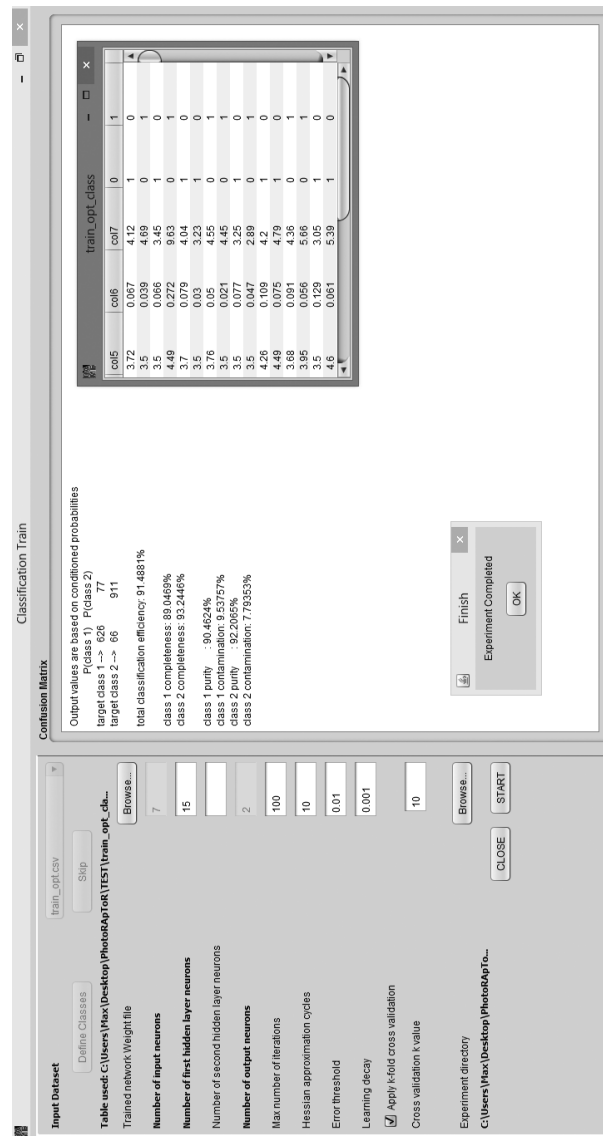 Classification Train
Input Dataset
train_opt.csv
Define Classes
Skip
Table used: C:\Users\Max\Desktop\PhotoRApToR\TEST\train_opt_cla...
Trained network Weight file
Browse...
Number of input neurons
7
Number of first hidden layer neurons
15
Number of second hidden layer neurons
Number of output neurons
2
Max number of iterations
100
Hessian approximation cycles
10
Error threshold
0.01
Learning decay
0.001
Apply k-fold cross validation
Cross validation k value
10
Experiment directory
Browse...
C:\Users\Max\Desktop\PhotoRApTo...
CLOSE
START
Confusion Matrix
Output values are based on conditioned probabilities
P(class 1) P(class 2)
target class 1 --> 626 77
target class 2 --> 66 911
total classification efficiency: 91.4881%
class 1 completeness: 89.0469%
class 2 completeness: 93.2446%
class 1 purity : 90.4624%
class 1 contamination: 9.53757%
class 2 purity : 92.2065%
class 2 contamination: 7.79353%
train_opt_class
col5 col6 col7 0 1
3.72 0.067 4.12 1 0
3.5 0.039 4.69 0 1
3.5 0.066 3.45 1 0
4.49 0.272 9.63 0 1
3.7 0.079 4.04 1 0
3.5 0.03 3.23 1 0
3.76 0.05 4.55 0 1
3.5 0.021 4.45 0 1
3.5 0.077 3.25 1 0
3.5 0.047 2.89 0 1
4.26 0.109 4.2 1 0
4.49 0.075 4.79 1 0
3.68 0.091 4.36 0 1
3.95 0.056 5.66 0 1
3.5 0.129 3.05 1 0
4.6 0.061 5.39 1 0
Finish
Experiment Completed
OK